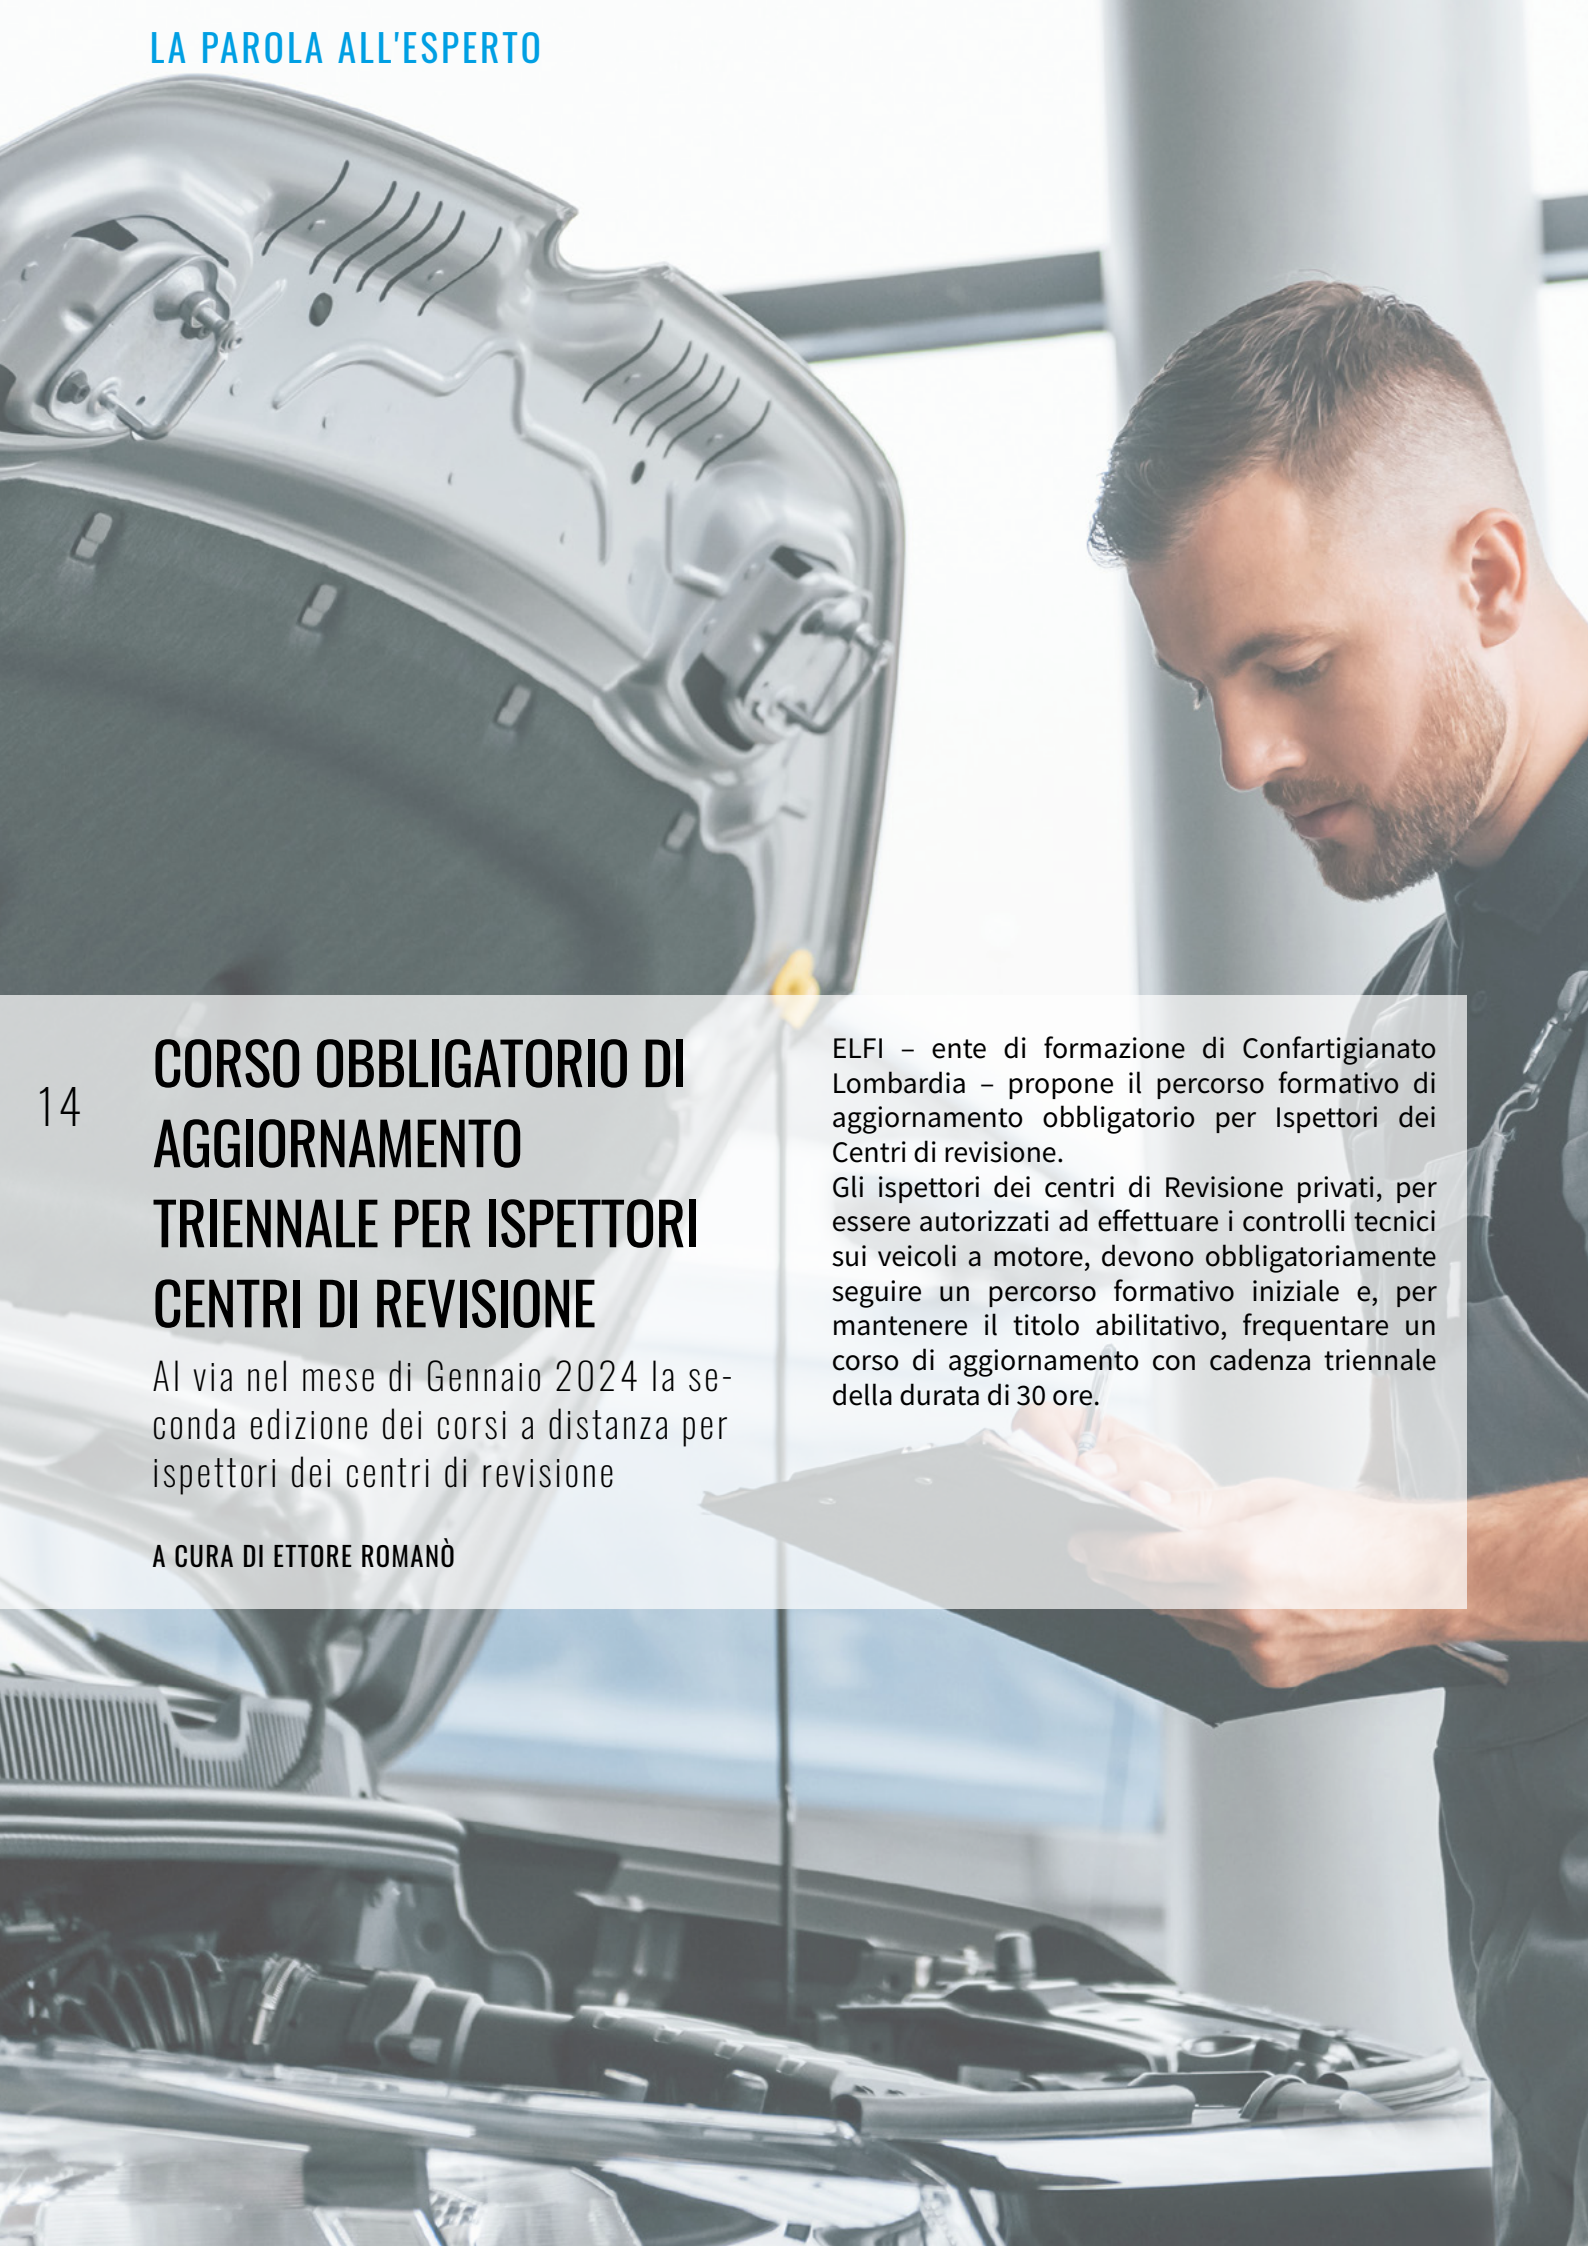 LA PAROLA ALL'ESPERTO
14
CORSO OBBLIGATORIO DI
AGGIORNAMENTO
TRIENNALE PER ISPETTORI
CENTRI DI REVISIONE
Al via nel mese di Gennaio 2024 la se-
conda edizione dei corsi a distanza per
ispettori dei centri di revisione
A CURA DI ETTORE ROMANÒ
ELFI – ente di formazione di Confartigianato
Lombardia – propone il percorso formativo di
aggiornamento obbligatorio per Ispettori dei
Centri di revisione.
Gli ispettori dei centri di Revisione privati, per
essere autorizzati ad effettuare i controlli tecnici
sui veicoli a motore, devono obbligatoriamente
seguire un percorso formativo iniziale e, per
mantenere il titolo abilitativo, frequentare un
corso di aggiornamento con cadenza triennale
della durata di 30 ore.